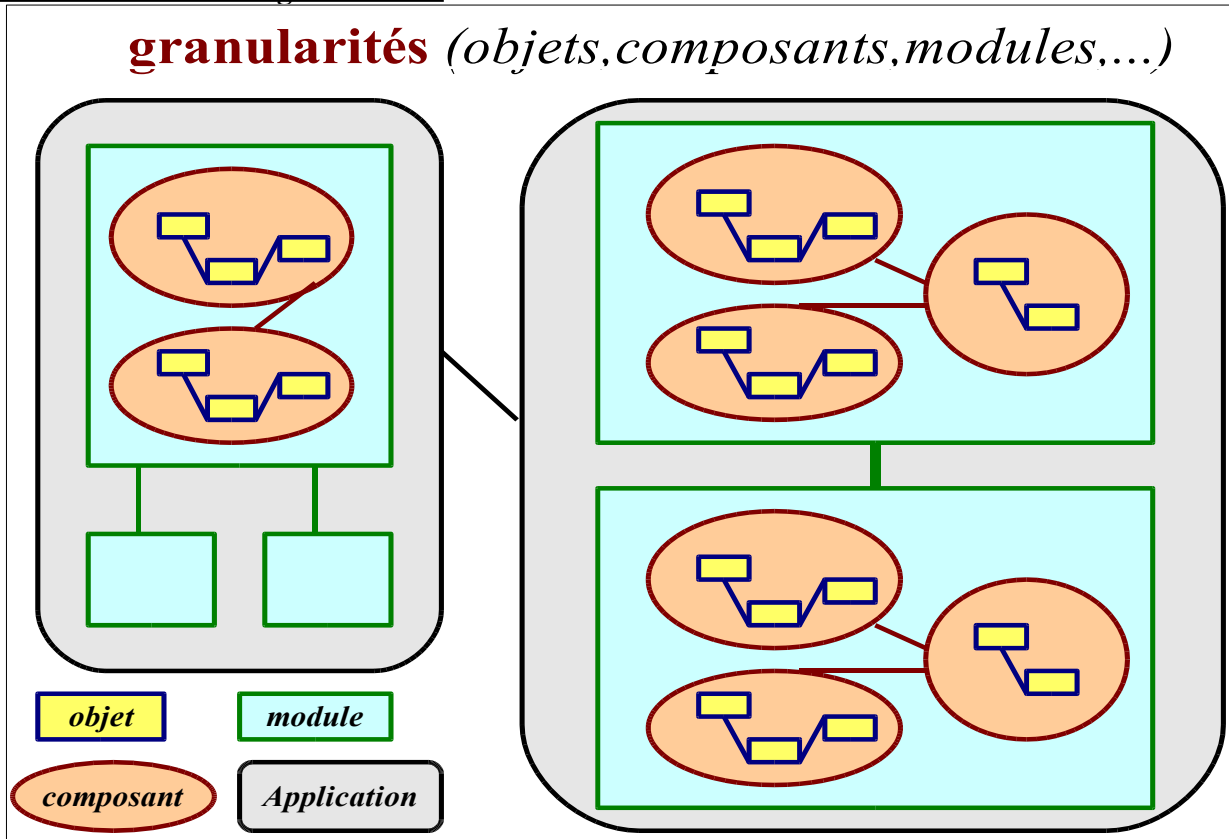 granularités (objets,composants,modules,...)
objet
module
composant
Application